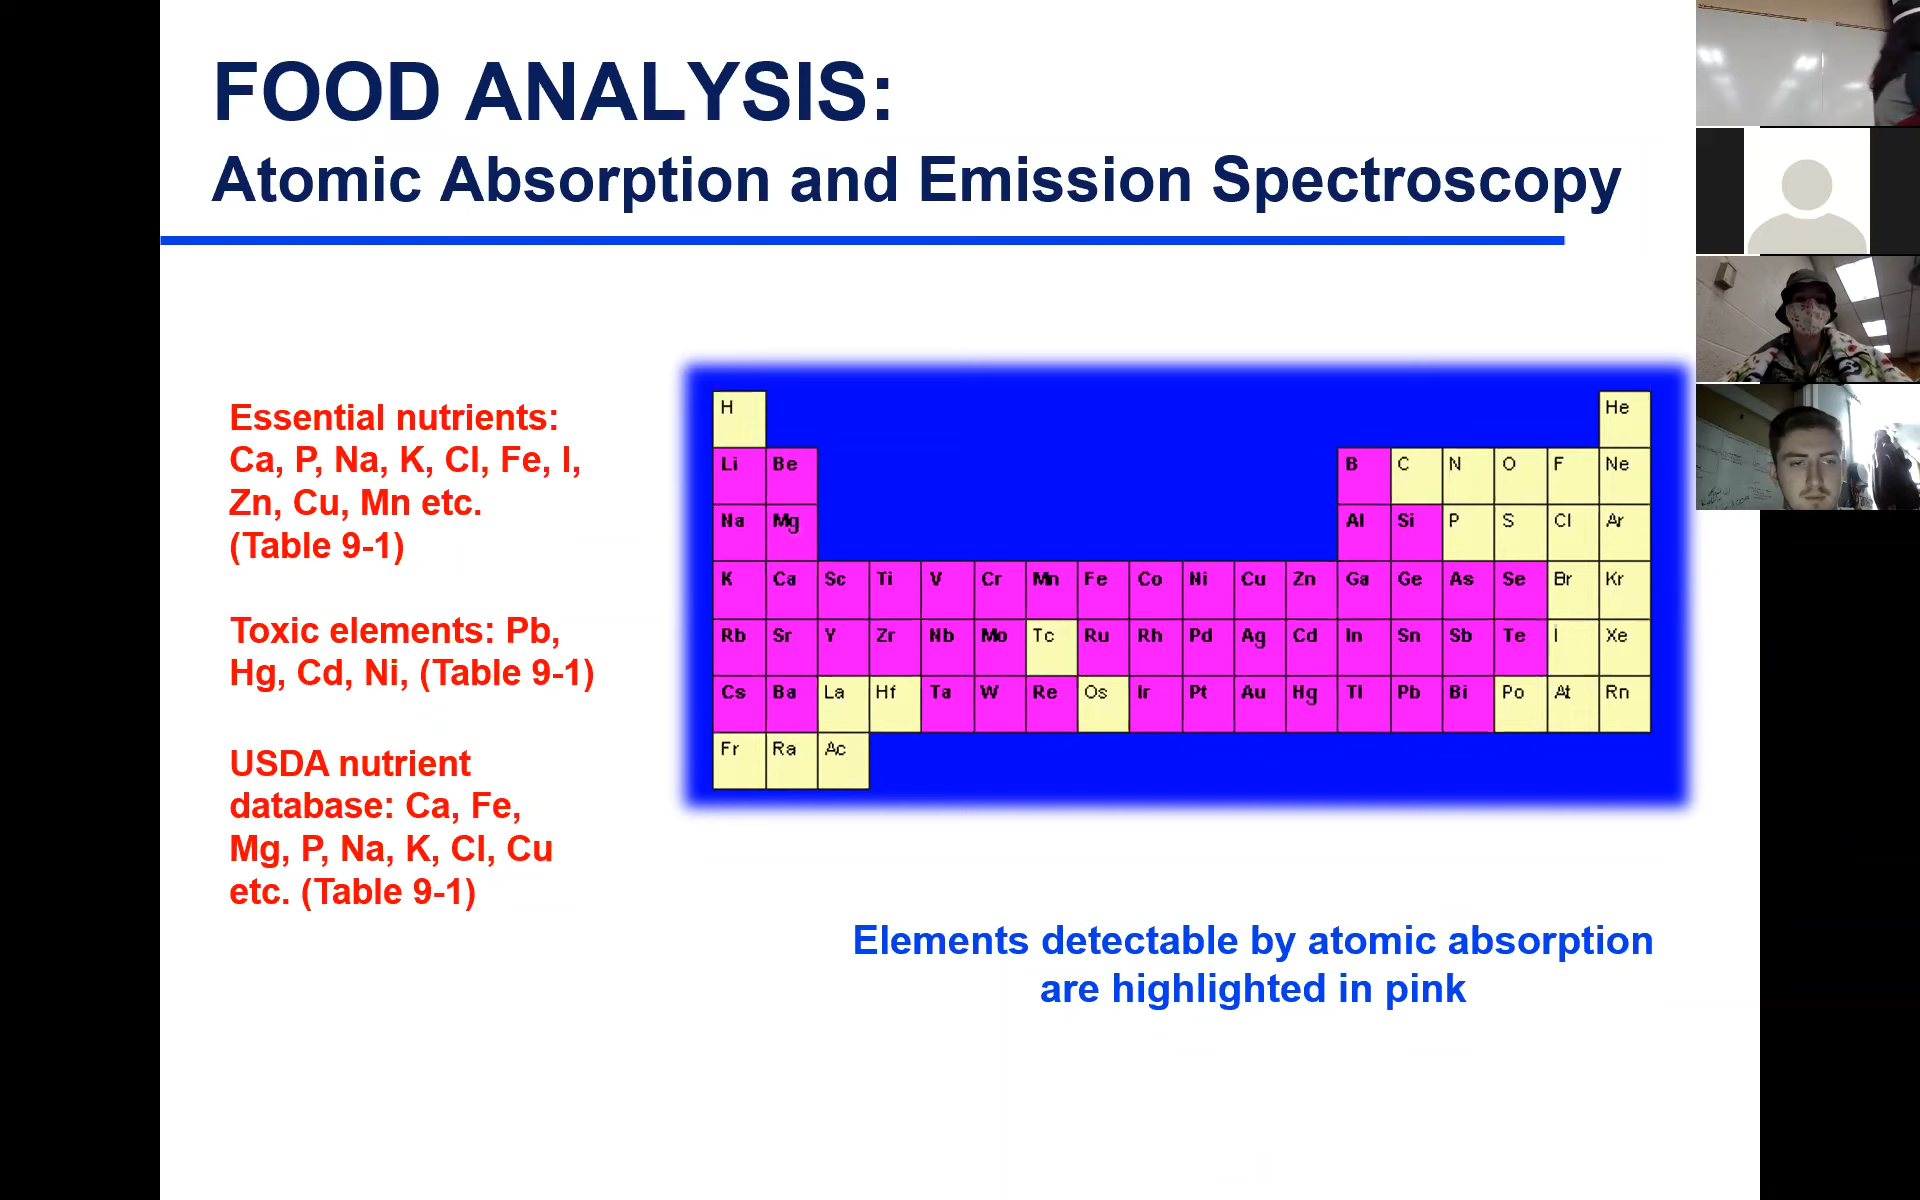 FOOD ANALYSIS:
Atomic Absorption and Emission Spectroscopy
Essential nutrients:
Ca, P, Na, K, Cl, Fe, I,
Zn, Cu, Mn etc.
(Table 9-1)
Toxic elements: Pb,
Hg, Cd, Ni, (Table 9-1)
USDA nutrient
database: Ca, Fe,
Mg, P, Na, K, Cl, Cu
etc. (Table 9-1)
H He
Li Be B C N O F Ne
Na Mg Al Si P S Cl Ar
K Ca Sc Ti V Cr Mn Fe Co Ni Cu Zn Ga Ge As Se Br Kr
Rb Sr Y Zr Nb Mo Tc Ru Rh Pd Ag Cd In Sn Sb Te I Xe
Cs Ba La Hf Ta W Re Os Ir Pt Au Hg Tl Pb Bi Po At Rn
Fr Ra Ac
Elements detectable by atomic absorption
are highlighted in pink